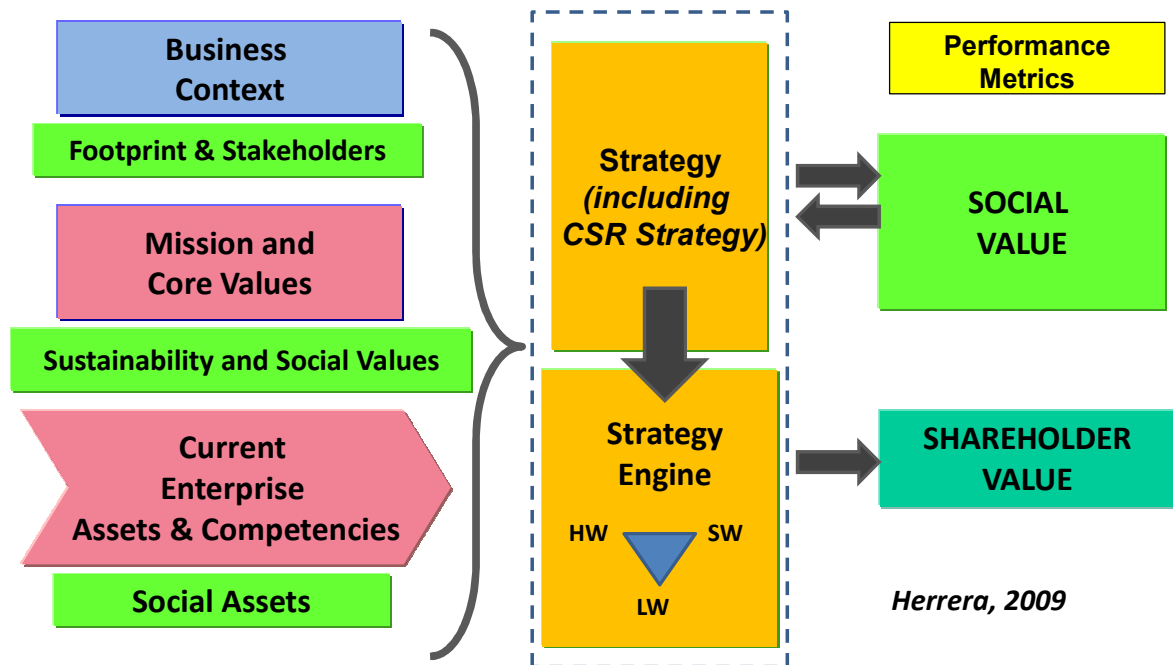 Business
Context
Footprint & Stakeholders
Mission and
Core Values
Sustainability and Social Values
Current
Enterprise
Assets & Competencies
Social Assets
Strategy
(including
CSR Strategy)
Strategy
Engine
HW SW
LW
Performance
Metrics
SOCIAL
VALUE
SHAREHOLDER
VALUE
Herrera, 2009